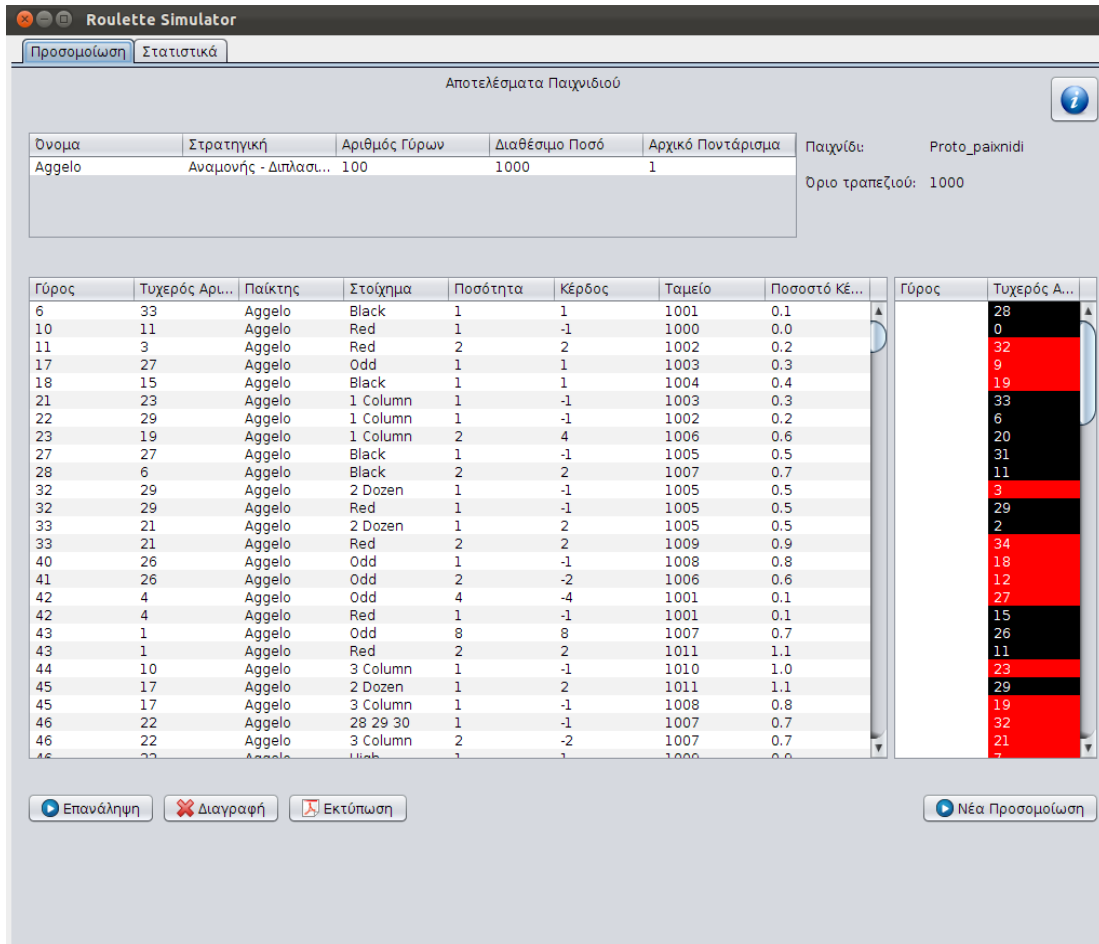 Roulette Simulator
Προσομοίωση Στατιστικά
Αποτελέσματα Παιχνιδιού
Όνομα Στρατηγική Αριθμός Γύρων Διαθέσιμο Ποσό Αρχικό Ποντάρισμα
Aggelo Αναμονής - Διπλασι... 100 1000 1
Παιχνίδι: Proto_paixnidi
Όριο τραπεζιού: 1000
Γύρος Τυχερός Αρι... Παίκτης Στοίχημα Ποσότητα Κέρδος Ταμείο Ποσοστό Κέ...
6 33 Aggelo Black 1 1 1001 0.1
10 11 Aggelo Red 1 -1 1000 0.0
11 3 Aggelo Red 2 2 1002 0.2
17 27 Aggelo Odd 1 1 1003 0.3
18 15 Aggelo Black 1 1 1004 0.4
21 23 Aggelo 1 Column 1 -1 1003 0.3
22 29 Aggelo 1 Column 1 -1 1002 0.2
23 19 Aggelo 1 Column 2 4 1006 0.6
27 27 Aggelo Black 1 -1 1005 0.5
28 6 Aggelo Black 2 2 1007 0.7
32 29 Aggelo 2 Dozen 1 -1 1005 0.5
32 29 Aggelo Red 1 -1 1005 0.5
33 21 Aggelo 2 Dozen 1 2 1005 0.5
33 21 Aggelo Red 2 2 1009 0.9
40 26 Aggelo Odd 1 -1 1008 0.8
41 26 Aggelo Odd 2 -2 1006 0.6
42 4 Aggelo Odd 4 -4 1001 0.1
42 4 Aggelo Red 1 -1 1001 0.1
43 1 Aggelo Odd 8 8 1007 0.7
43 1 Aggelo Red 2 2 1011 1.1
44 10 Aggelo 3 Column 1 -1 1010 1.0
45 17 Aggelo 2 Dozen 1 2 1011 1.1
45 17 Aggelo 3 Column 1 -1 1008 0.8
46 22 Aggelo 28 29 30 1 -1 1007 0.7
46 22 Aggelo 3 Column 2 -2 1007 0.7
46 22 Aggelo High 1 1 1009 0.9
Γύρος Τυχερός Α...
28
0
32
9
19
33
6
20
31
11
3
29
2
34
18
12
27
15
26
11
23
29
19
32
21
7
Επανάληψη Διαγραφή Εκτύπωση Νέα Προσομοίωση